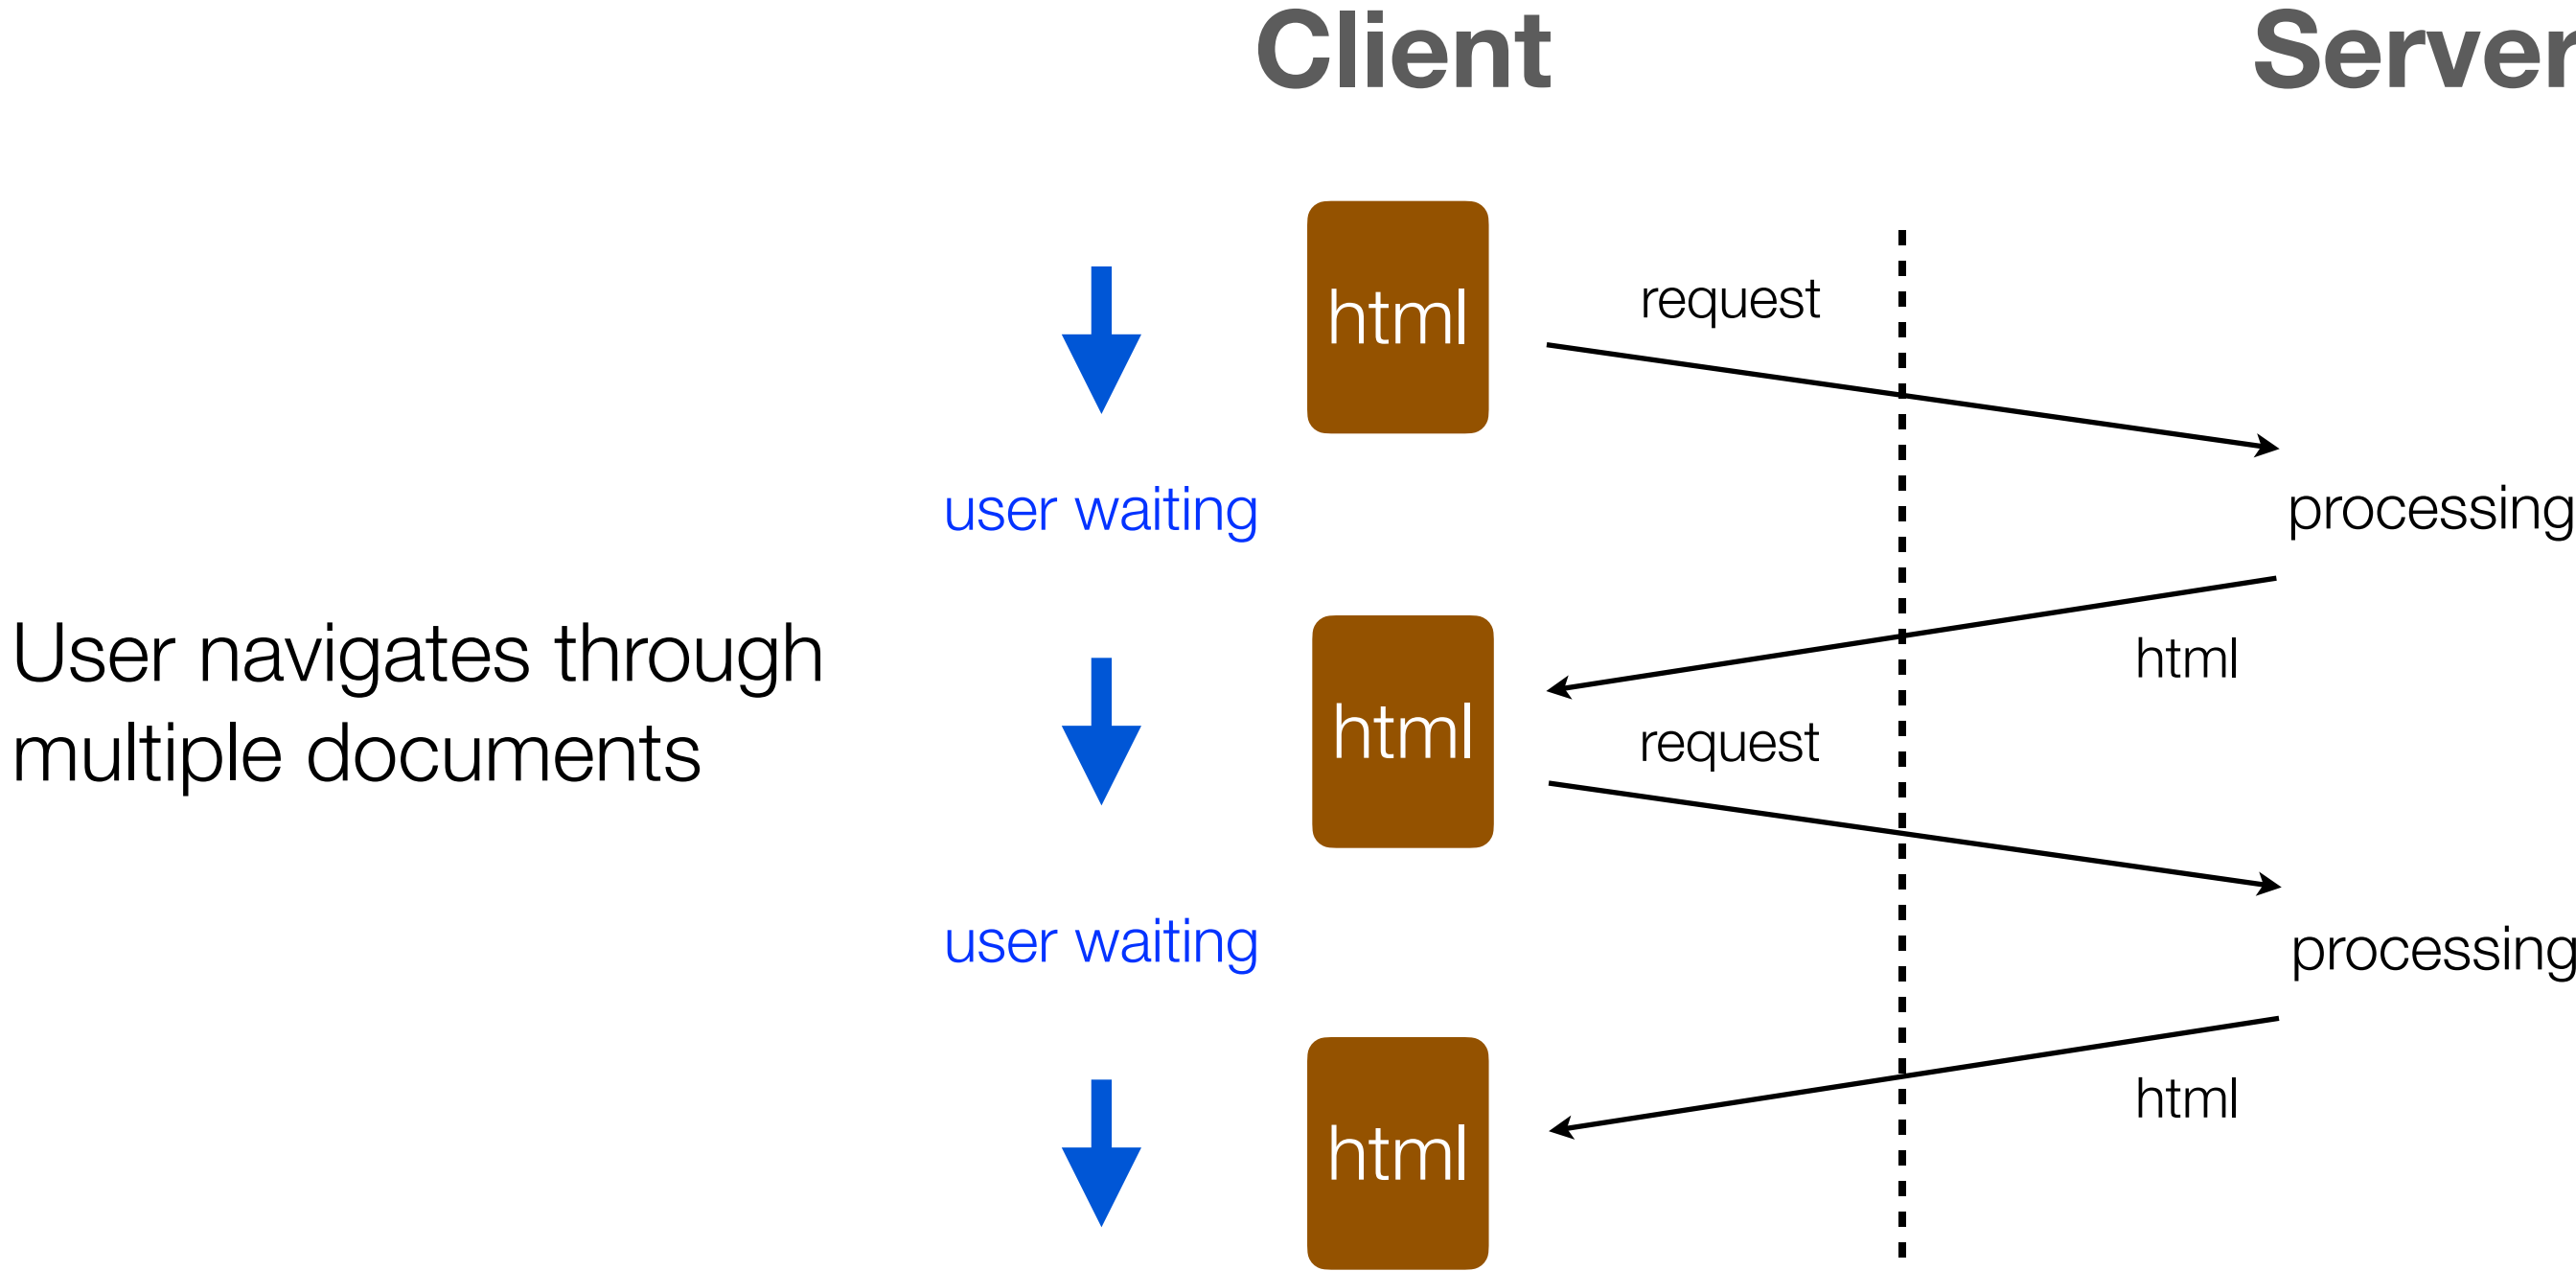 Client
Server
html
request
user waiting
processing
User navigates through
multiple documents
html
html
request
user waiting
processing
html
html